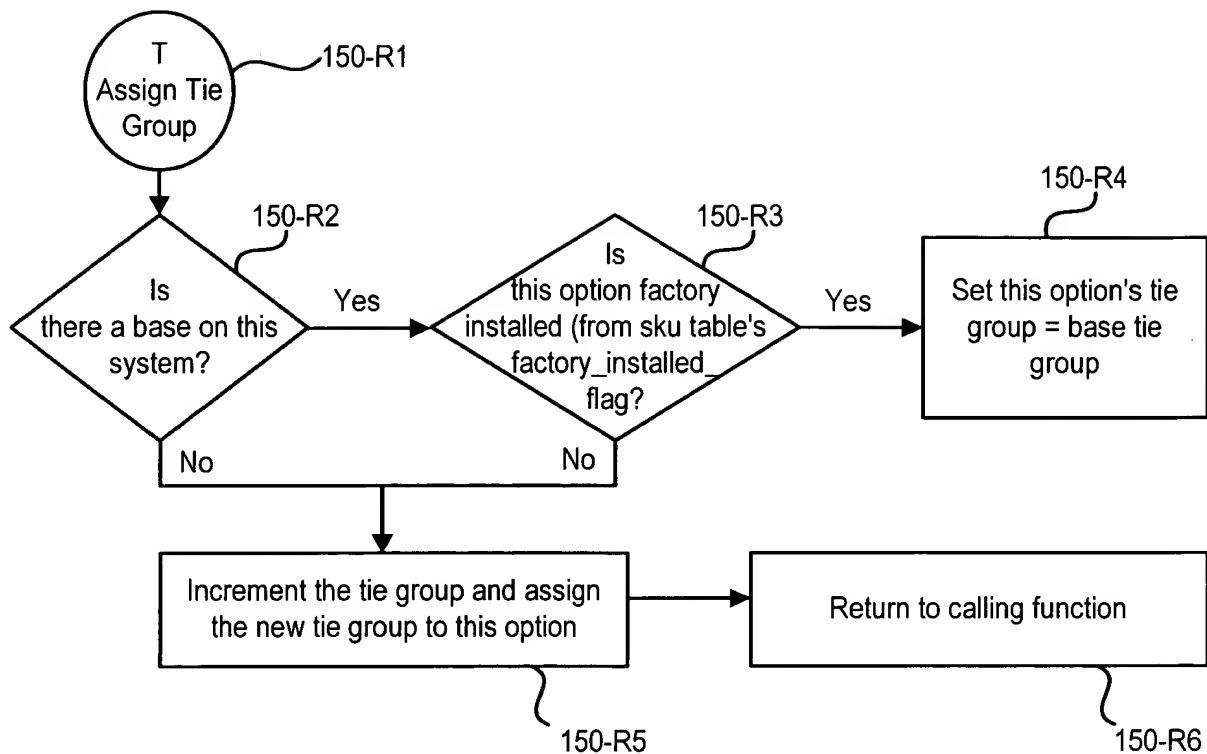 T
Assign Tie
Group
150-R1
150-R2
Is
there a base on this
system?
Yes
No
150-R3
Is
this option factory
installed (from sku table's
factory_installed_
flag?
Yes
No
150-R4
Set this option's tie
group = base tie
group
Increment the tie group and assign
the new tie group to this option
150-R5
Return to calling function
150-R6